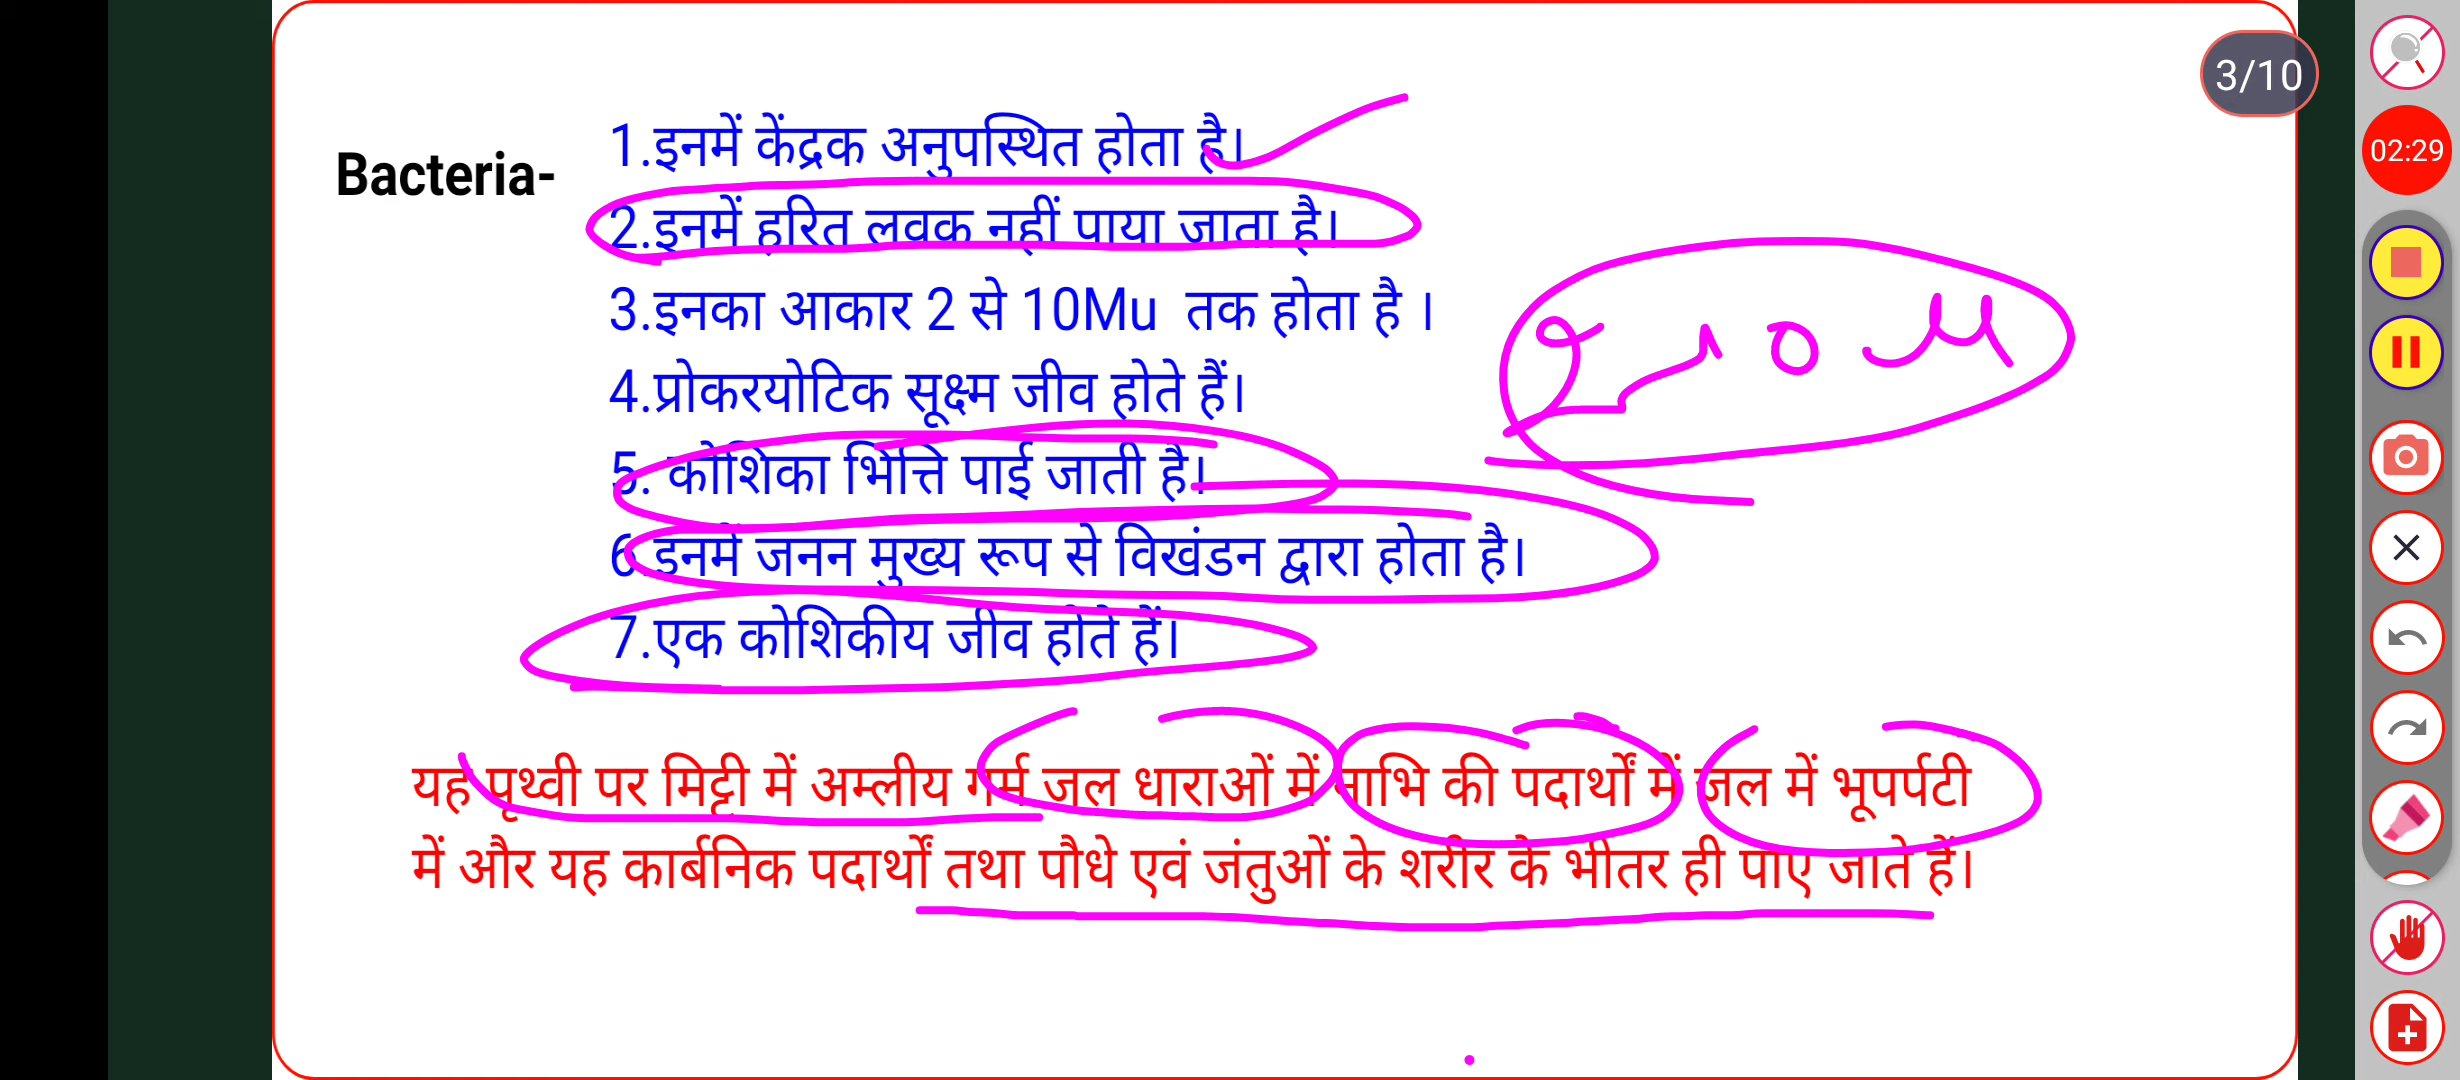 3/10
02:29
Bacteria-
1.इनमें केंद्रक अनुपस्थित होता है।
2.इनमें हरित लवक नहीं पाया जाता है।
3.इनका आकार 2 से 10Mu तक होता है ।
2 10 μ
4.प्रोकरयोटिक सूक्ष्म जीव होते हैं।
5. कोशिका भित्ति पाई जाती है।
6.इनमें जनन मुख्य रूप से विखंडन द्वारा होता है।
7.एक कोशिकीय जीव होते हैं।
यह पृथ्वी पर मिट्टी में अम्लीय गर्म जल धाराओं में नाभि की पदार्थों में जल में भूपर्पटी
में और यह कार्बनिक पदार्थों तथा पौधे एवं जंतुओं के शरीर के भीतर ही पाए जाते हैं।